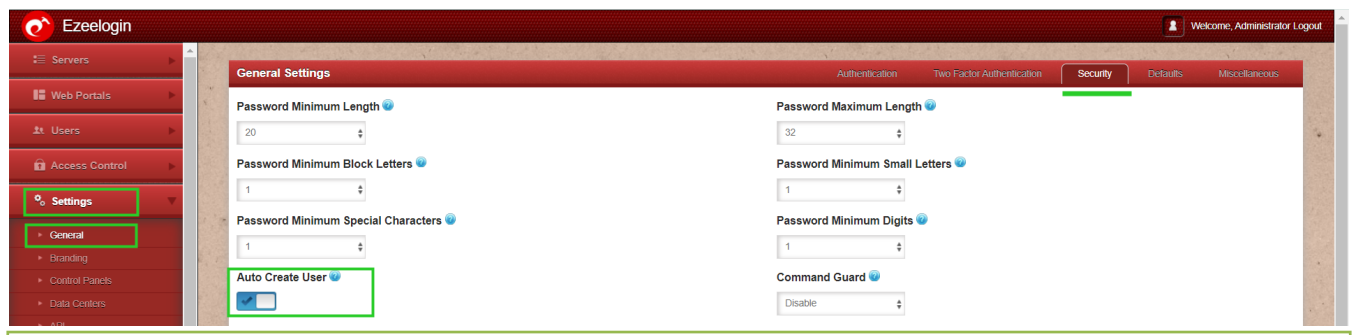 Ezeelogin
Welcome, Administrator Logout
Servers
Web Portals
Users
Access Control
Settings
General
Branding
Control Panels
Data Centers
API
General Settings
Authentication
Two Factor Authentication
Security
Defaults
Miscellaneous
Password Minimum Length
20
Password Maximum Length
32
Password Minimum Block Letters
1
Password Minimum Small Letters
1
Password Minimum Special Characters
1
Password Minimum Digits
1
Auto Create User
Command Guard
Disable